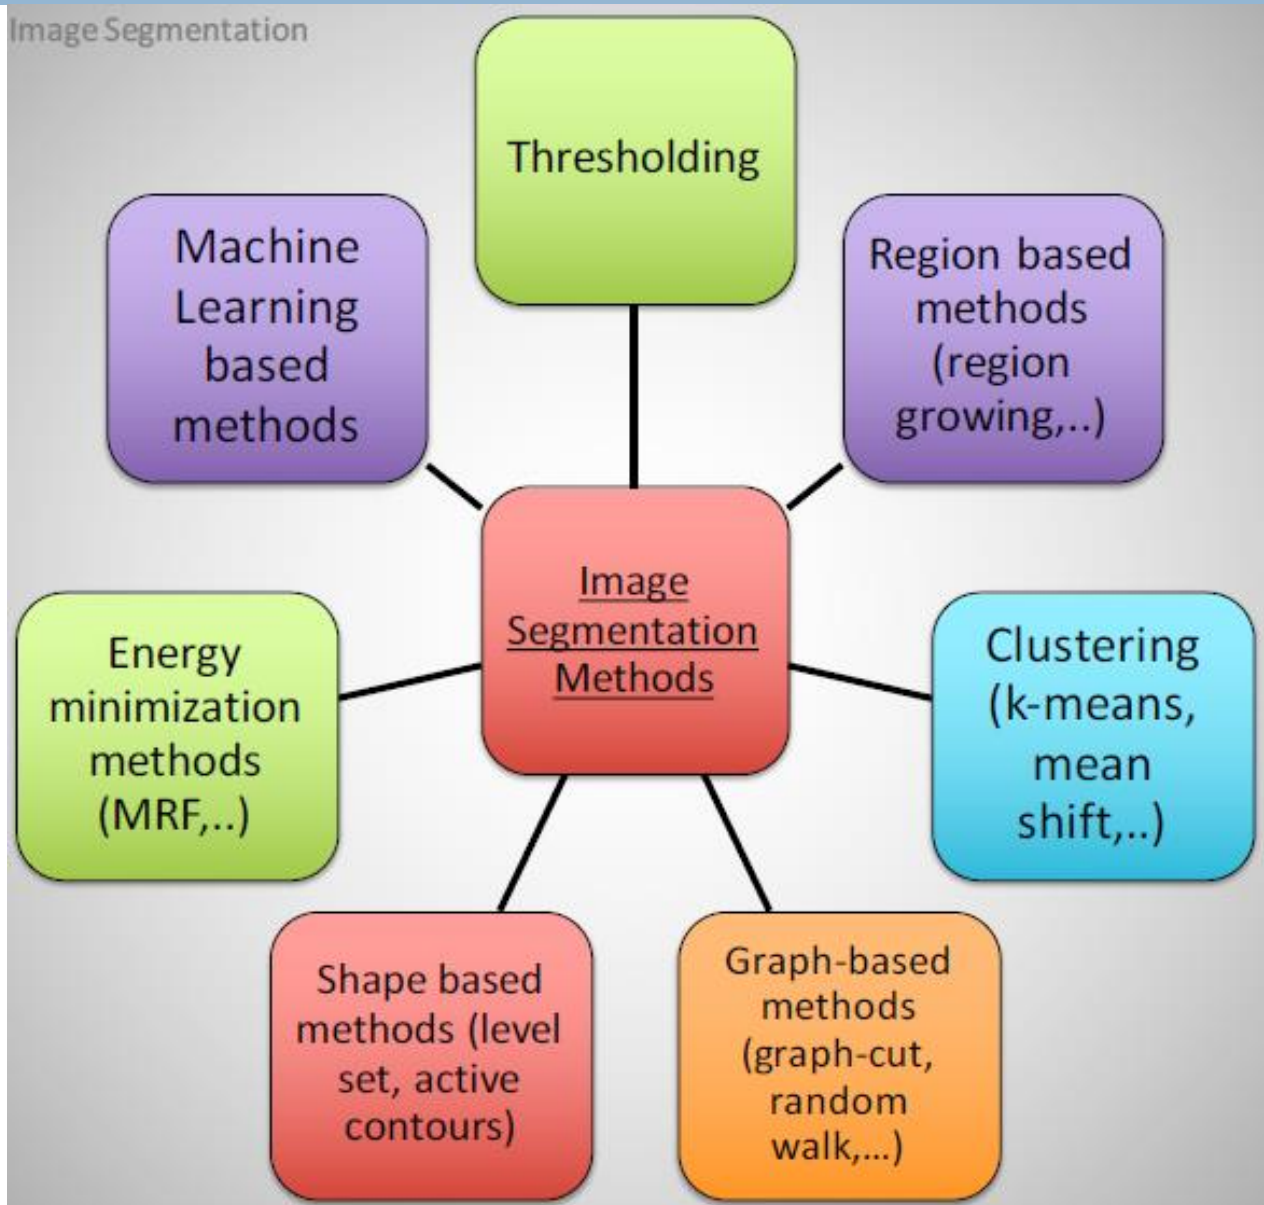 Image Segmentation
Thresholding
Machine
Learning
based
methods
Region based
methods
(region
growing,..)
Image
Segmentation
Methods
Energy
minimization
methods
(MRF,..)
Clustering
(k-means,
mean
shift,..)
Shape based
methods (level
set, active
contours)
Graph-based
methods
(graph-cut,
random
walk,...)